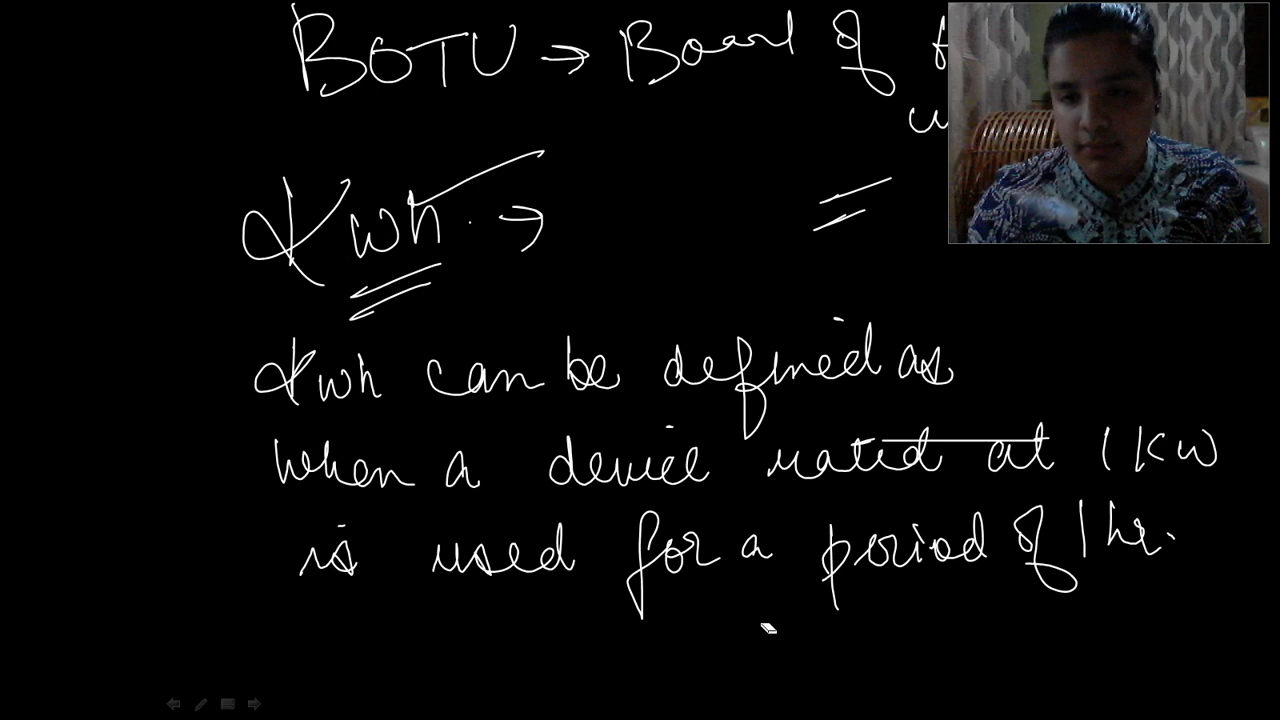 BOTU → Board of
Kwh →
Kwh can be defined as
when a device rated at 1 KW
is used for a period of 1 hr.